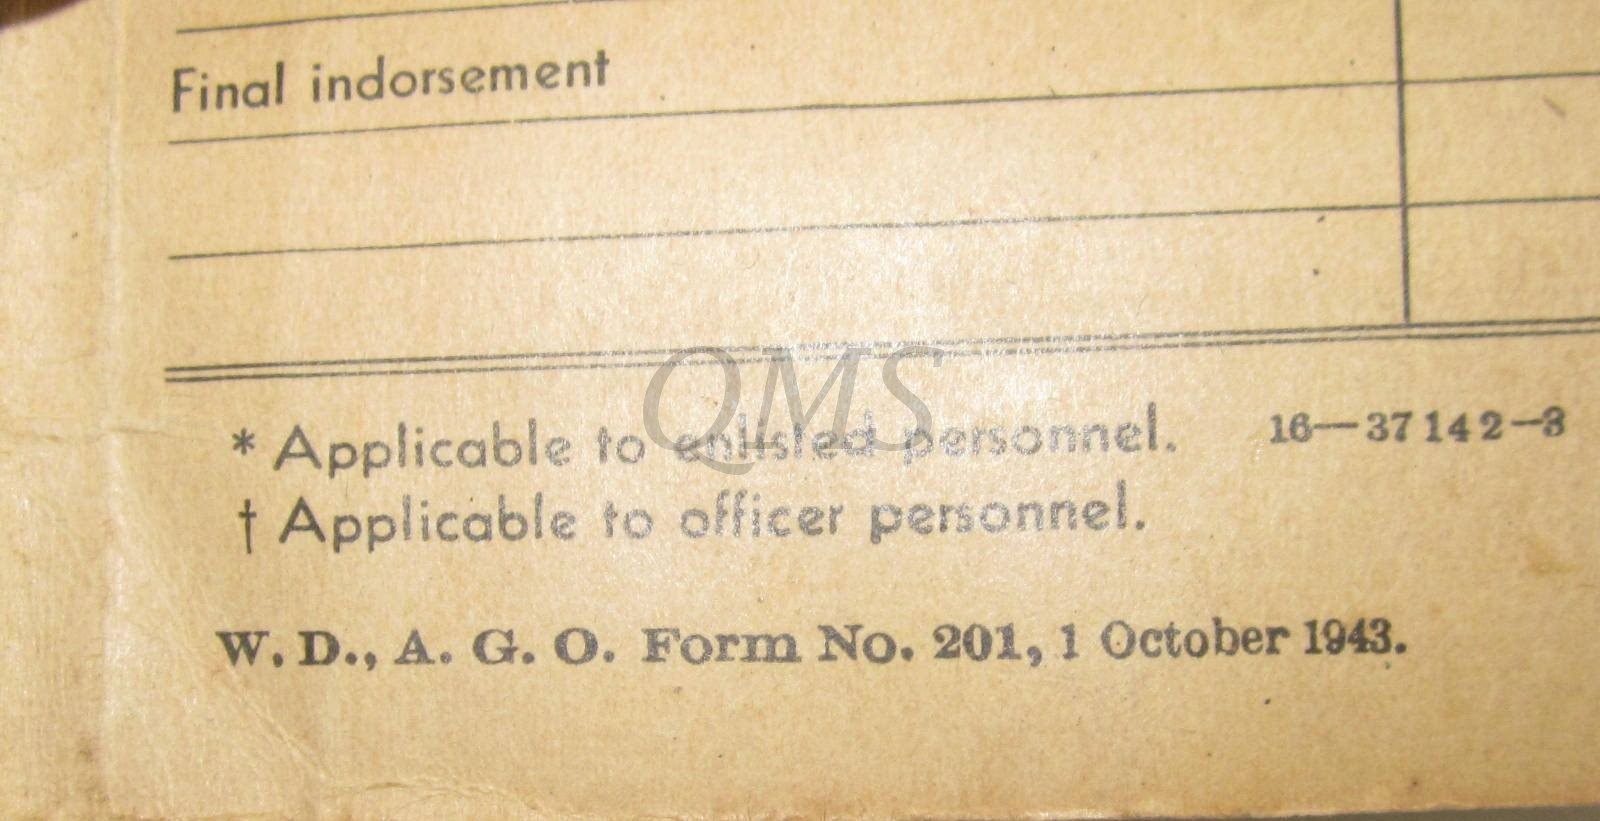 Final indorsement
QMS
* Applicable to enlisted personnel. 16—37142-3
† Applicable to officer personnel.
W. D., A. G. O. Form No. 201, 1 October 1943.